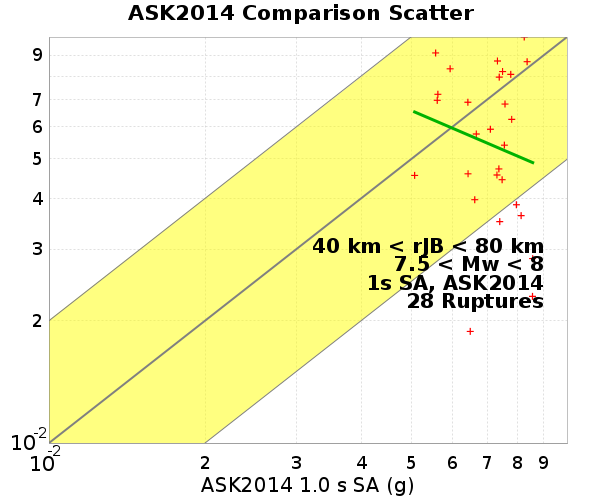 ASK2014 Comparison Scatter
9
7
6
5
4
3
2
10-2
40 km < rJB < 80 km
7.5 < Mw < 8
1s SA, ASK2014
28 Ruptures
10-2 2 3 4 5 6 7 8 9
ASK2014 1.0 s SA (g)